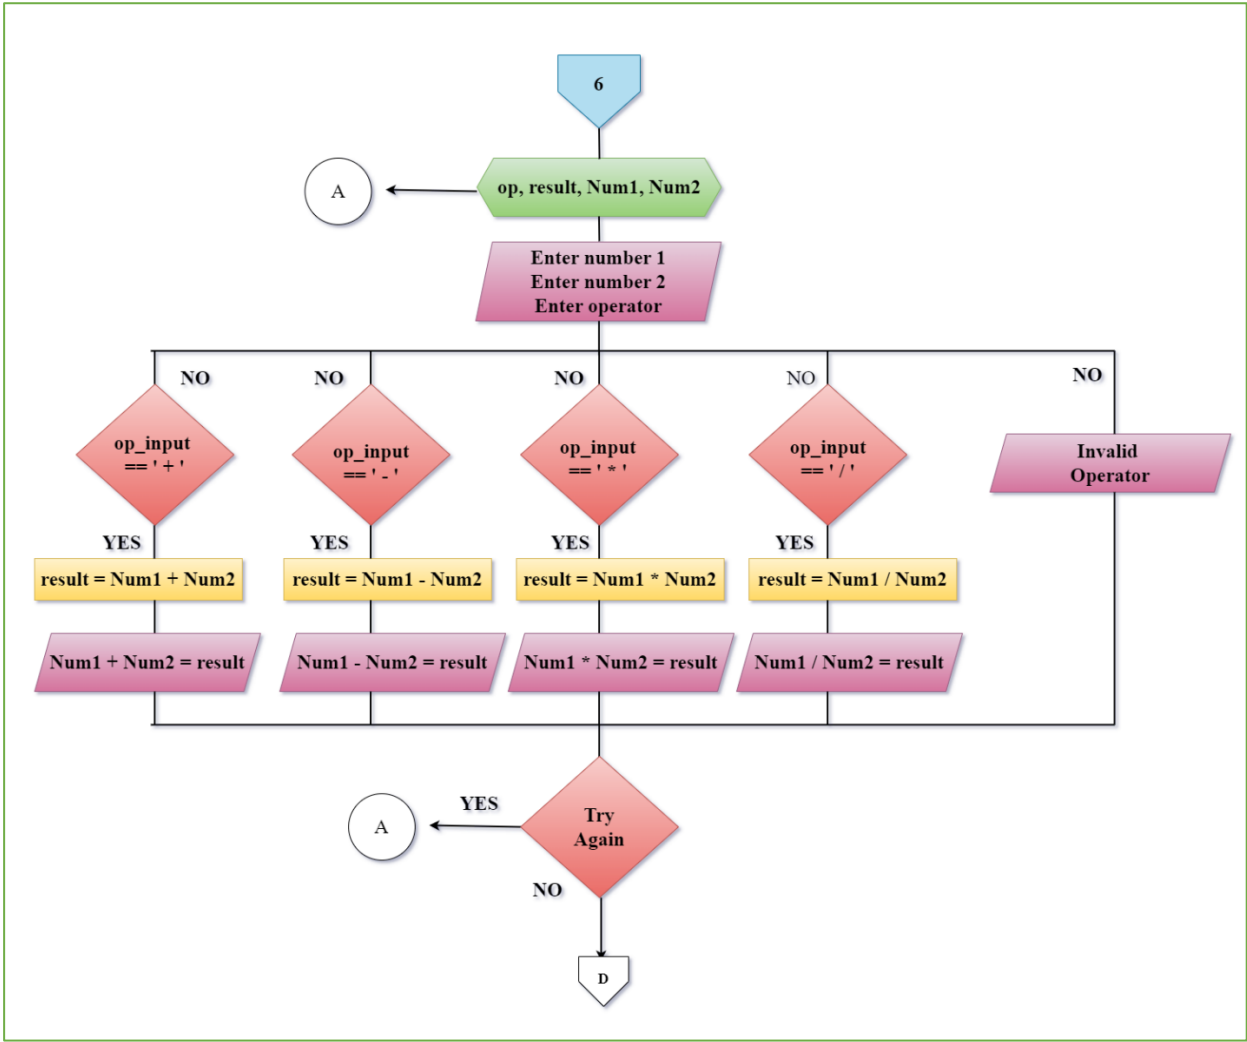 6
A
op, result, Num1, Num2
Enter number 1
Enter number 2
Enter operator
NO
NO
NO
NO
NO
op_input
== ' + '
op_input
== ' - '
op_input
== ' * '
op_input
== ' / '
Invalid
Operator
YES
YES
YES
YES
result = Num1 + Num2
result = Num1 - Num2
result = Num1 * Num2
result = Num1 / Num2
Num1 + Num2 = result
Num1 - Num2 = result
Num1 * Num2 = result
Num1 / Num2 = result
A
YES
Try
Again
NO
D